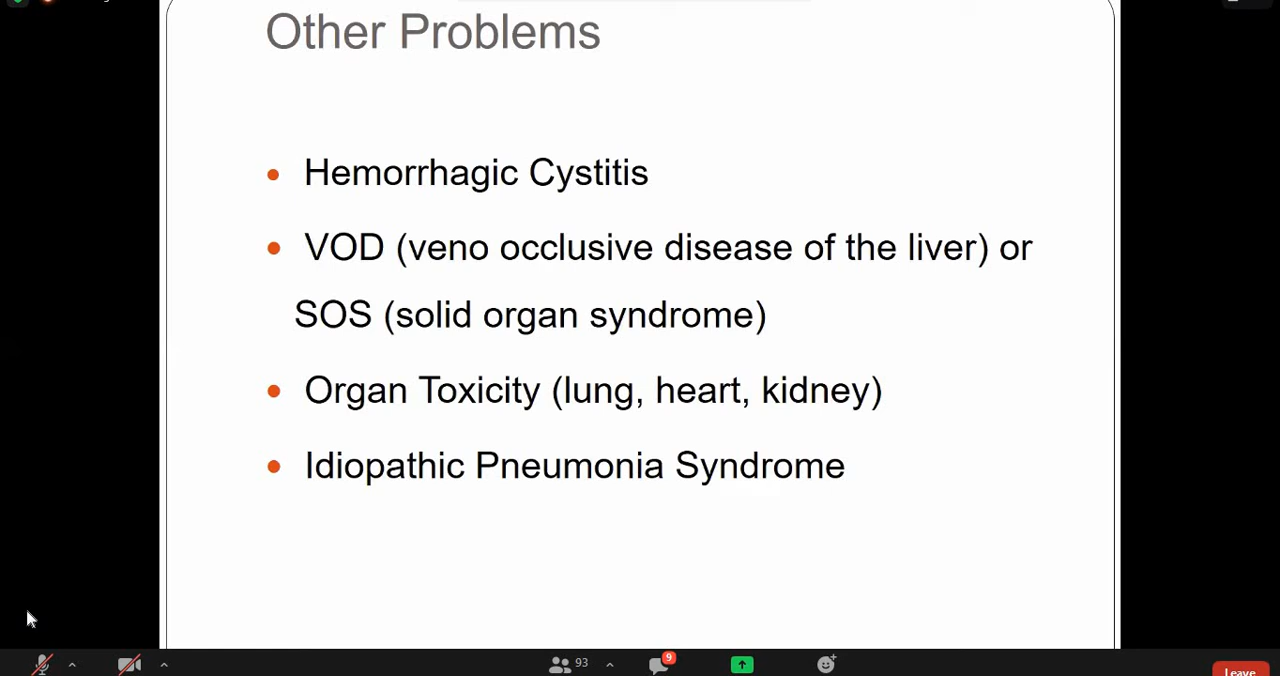 Other Problems
• Hemorrhagic Cystitis
• VOD (veno occlusive disease of the liver) or
SOS (solid organ syndrome)
• Organ Toxicity (lung, heart, kidney)
• Idiopathic Pneumonia Syndrome
93
9
Leave